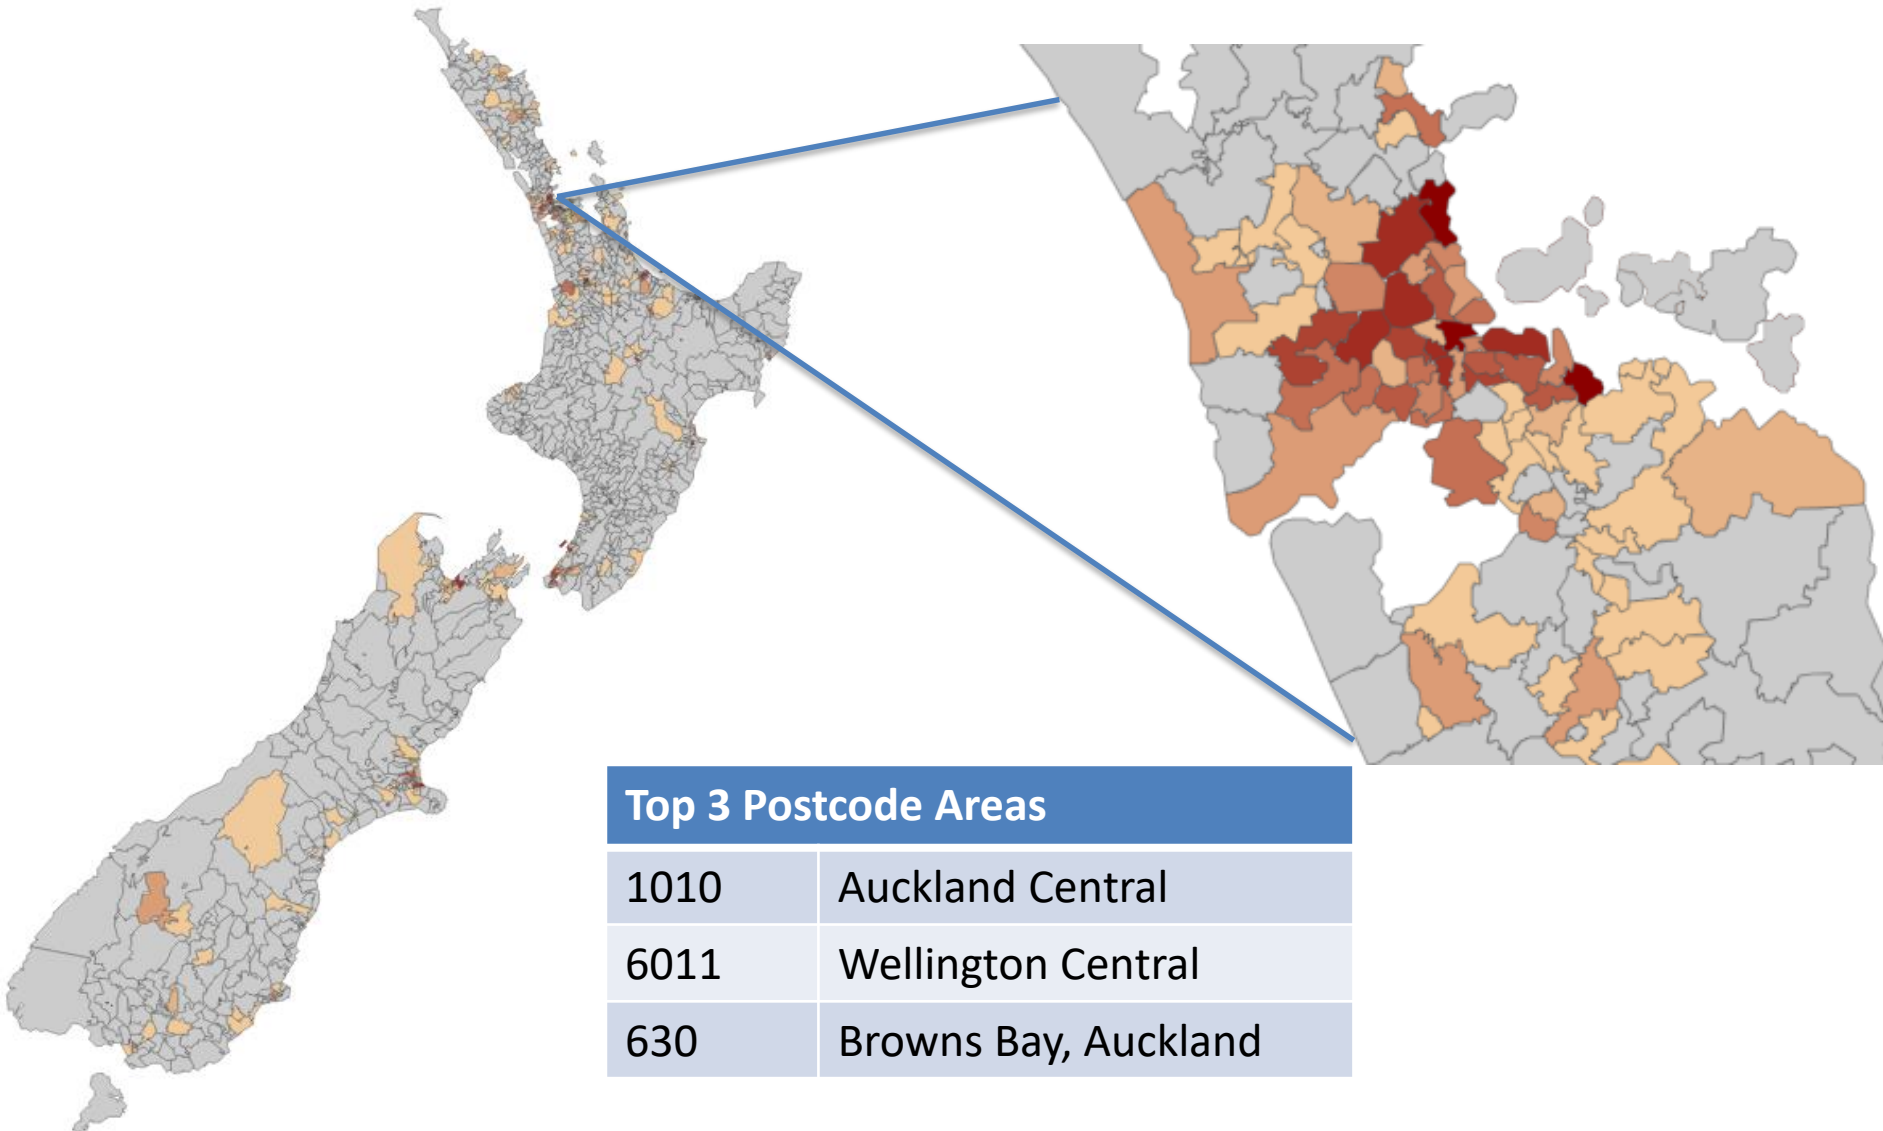 Top 3 Postcode Areas
1010 Auckland Central
6011 Wellington Central
630 Browns Bay, Auckland